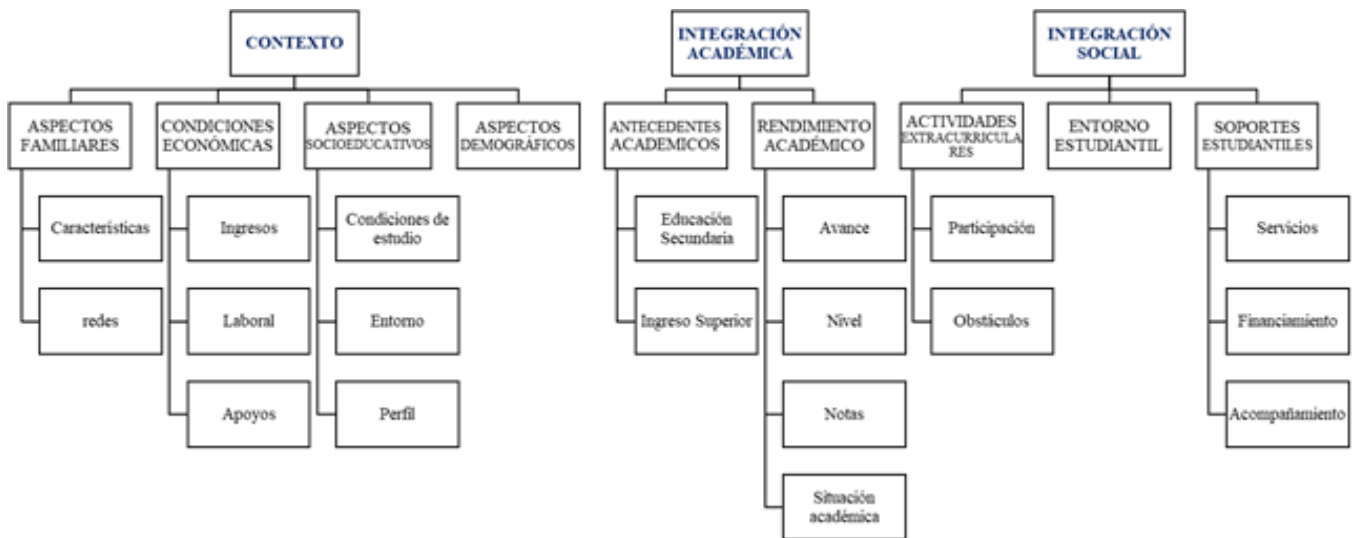 CONTEXTO
ASPECTOS
FAMILIARES
Características
redes
CONDICIONES
ECONÓMICAS
Ingresos
Laboral
Apoyos
ASPECTOS
SOCIOEDUCATIVOS
Condiciones de
estudio
Entorno
Perfil
ASPECTOS
DEMOGRÁFICOS
INTEGRACIÓN
ACADÉMICA
ANTECEDENTES
ACADEMICOS
Educación
Secundaria
Ingreso Superior
RENDIMIENTO
ACADÉMICO
Avance
Nivel
Notas
Situación
académica
INTEGRACIÓN
SOCIAL
ACTIVIDADES
EXTRACURRICULA
RES
Participación
Obstáculos
ENTORNO
ESTUDIANTIL
SOPORTES
ESTUDIANTILES
Servicios
Financiamiento
Acompañamiento